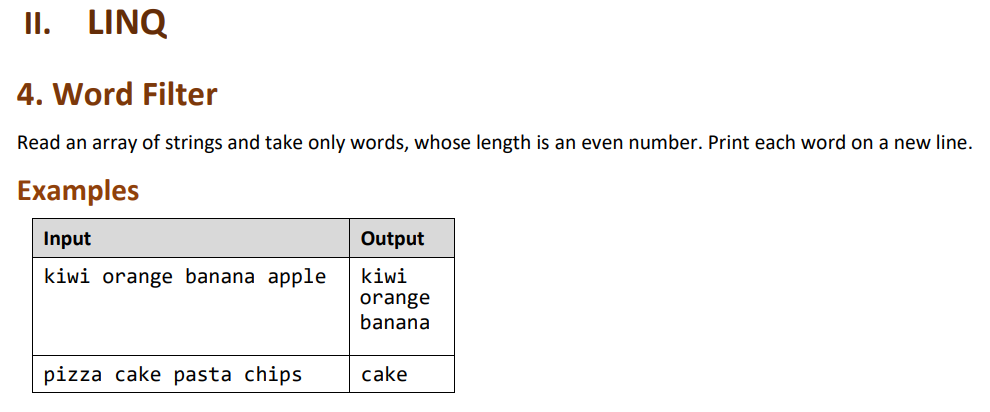 II. LINQ
4. Word Filter
Read an array of strings and take only words, whose length is an even number. Print each word on a new line.
Examples
Input Output
kiwi orange banana apple kiwi
orange
banana
pizza cake pasta chips cake